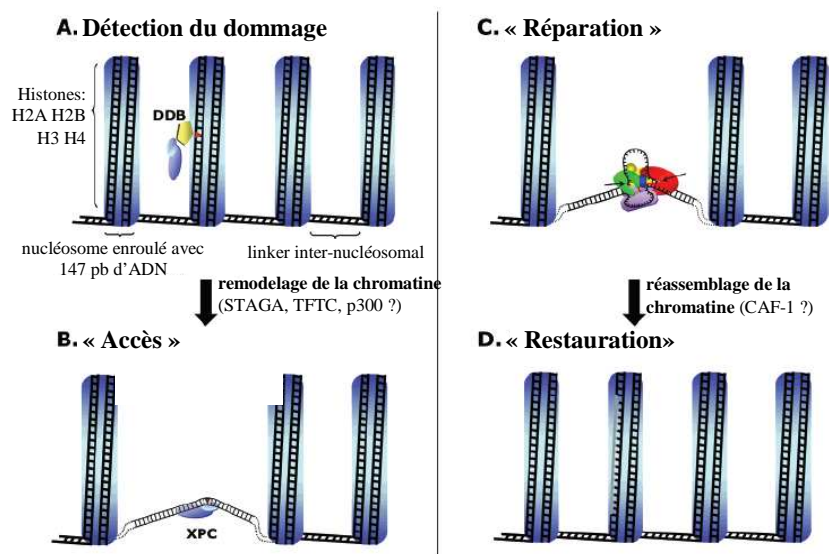 A. Détection du dommage
Histones:
H2A H2B
H3 H4
DDB
nucléosome enroulé avec
147 pb d’ADN
linker inter-nucléosomal
remodelage de la chromatine
(STAGA, TFTC, p300 ?)
B. « Accès »
XPC
C. « Réparation »
réassemblage de la
chromatine (CAF-1 ?)
D. « Restauration»